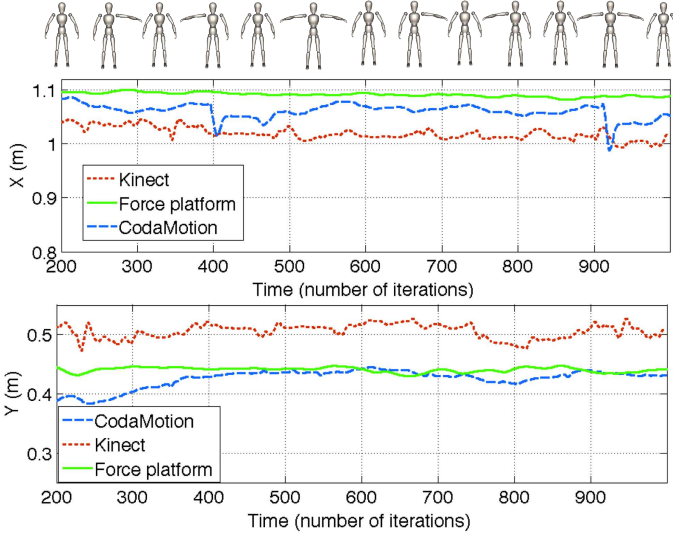 1.1
1
0.9
0.8
X (m)
Kinect
Force platform
CodaMotion
200 300 400 500 600 700 800 900
Time (number of iterations)
0.5
0.4
0.3
Y (m)
CodaMotion
Kinect
Force platform
200 300 400 500 600 700 800 900
Time (number of iterations)